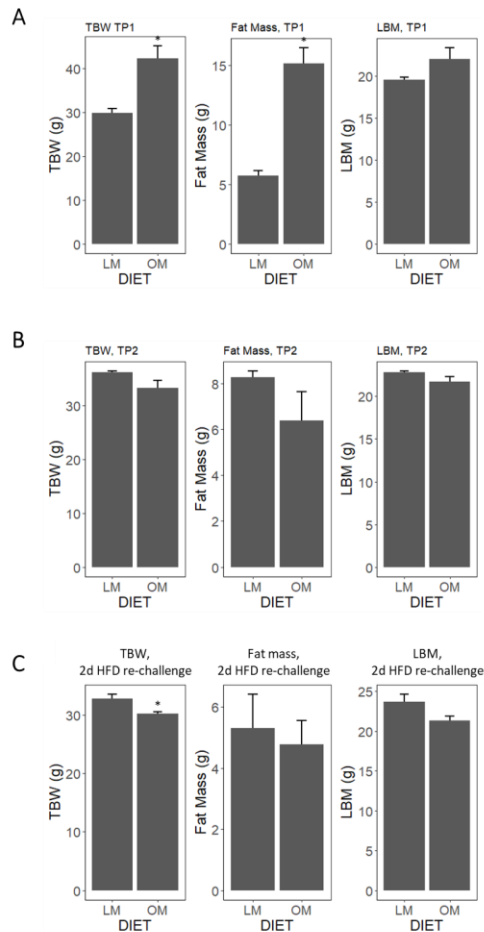 A
TBW TP1
TBW (g)
40
30
20
10
0
LM OM
DIET
*
Fat Mass, TP1
Fat Mass (g)
15
10
5
0
LM OM
DIET
*
LBM, TP1
LBM (g)
20
15
10
5
0
LM OM
DIET
B
TBW, TP2
TBW (g)
30
20
10
0
LM OM
DIET
Fat Mass, TP2
Fat Mass (g)
8
6
4
2
0
LM OM
DIET
LBM, TP2
LBM (g)
20
15
10
5
0
LM OM
DIET
C
TBW,
2d HFD re-challenge
TBW (g)
30
20
10
0
LM OM
DIET
*
Fat mass,
2d HFD re-challenge
Fat Mass (g)
6
4
2
0
LM OM
DIET
LBM,
2d HFD re-challenge
LBM (g)
25
20
15
10
5
0
LM OM
DIET